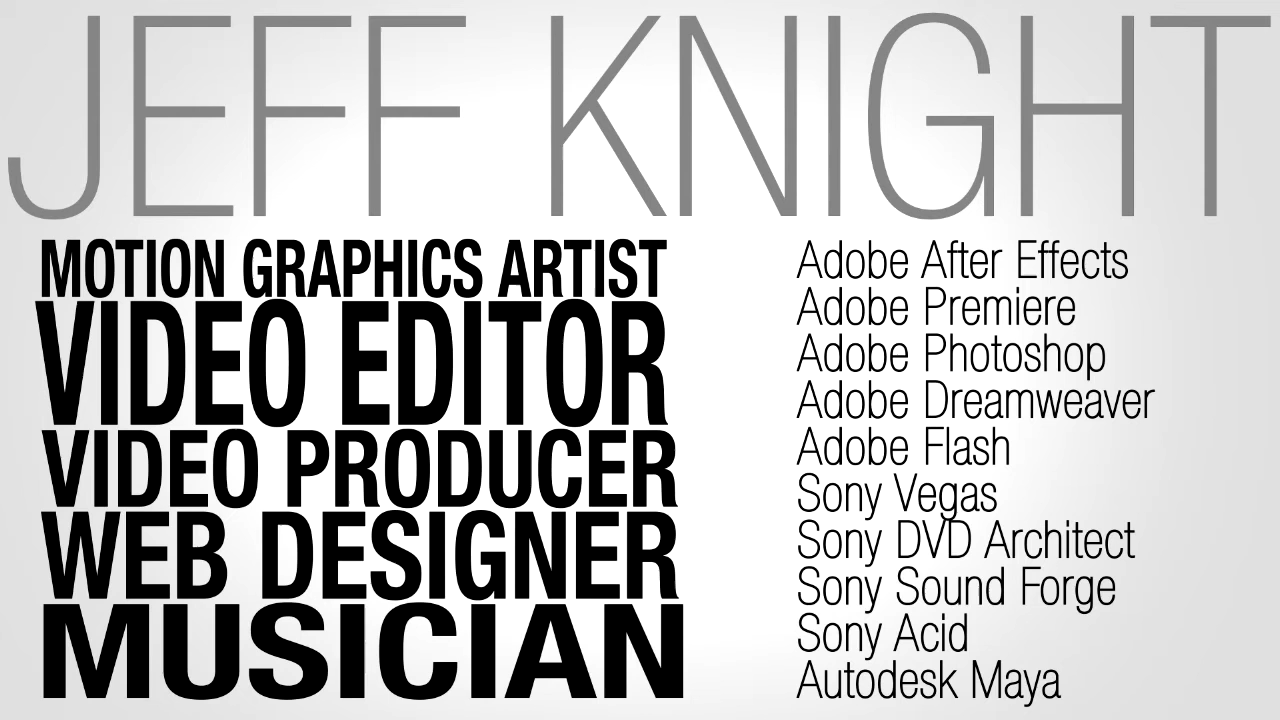 JEFF KNIGHT
MOTION GRAPHICS ARTIST
VIDEO EDITOR
VIDEO PRODUCER
WEB DESIGNER
MUSICIAN
Adobe After Effects
Adobe Premiere
Adobe Photoshop
Adobe Dreamweaver
Adobe Flash
Sony Vegas
Sony DVD Architect
Sony Sound Forge
Sony Acid
Autodesk Maya